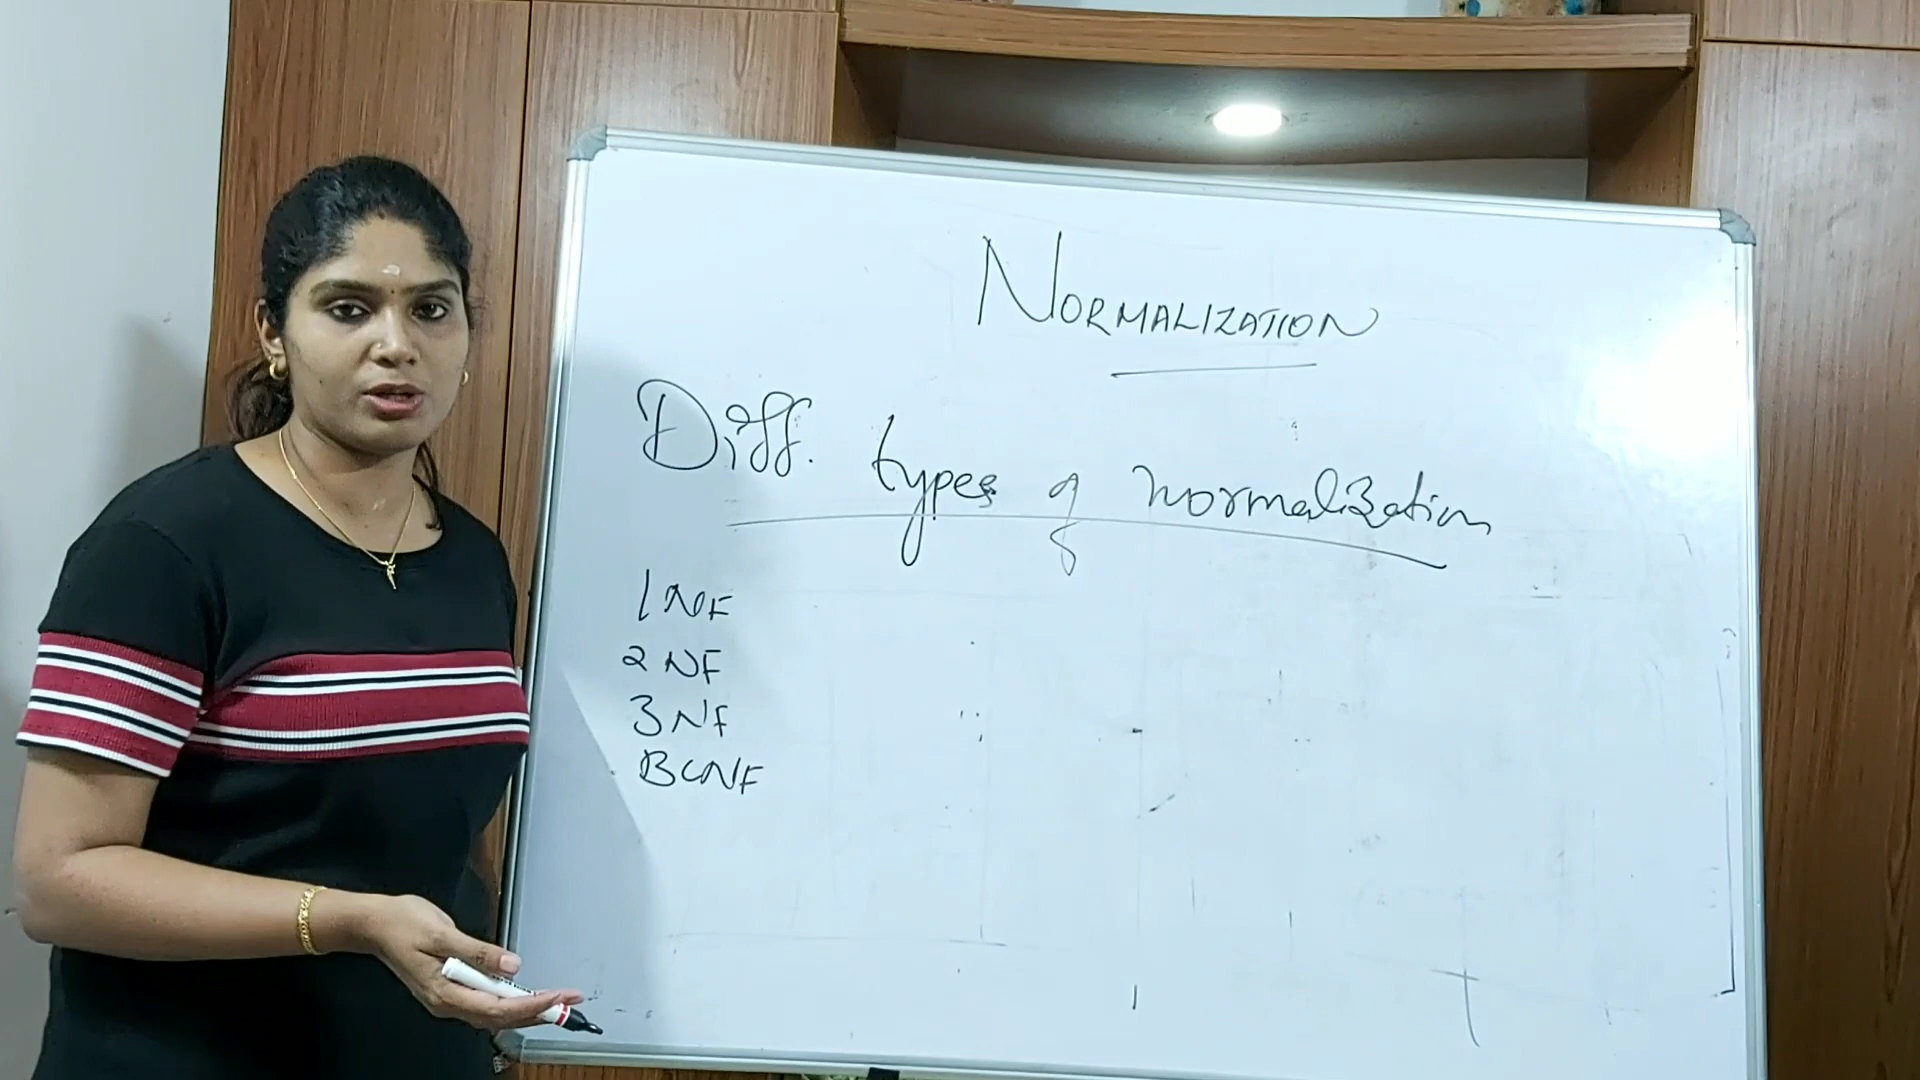 NORMALIZATION
Diff. types of normalization
1NF
2NF
3NF
BCNF